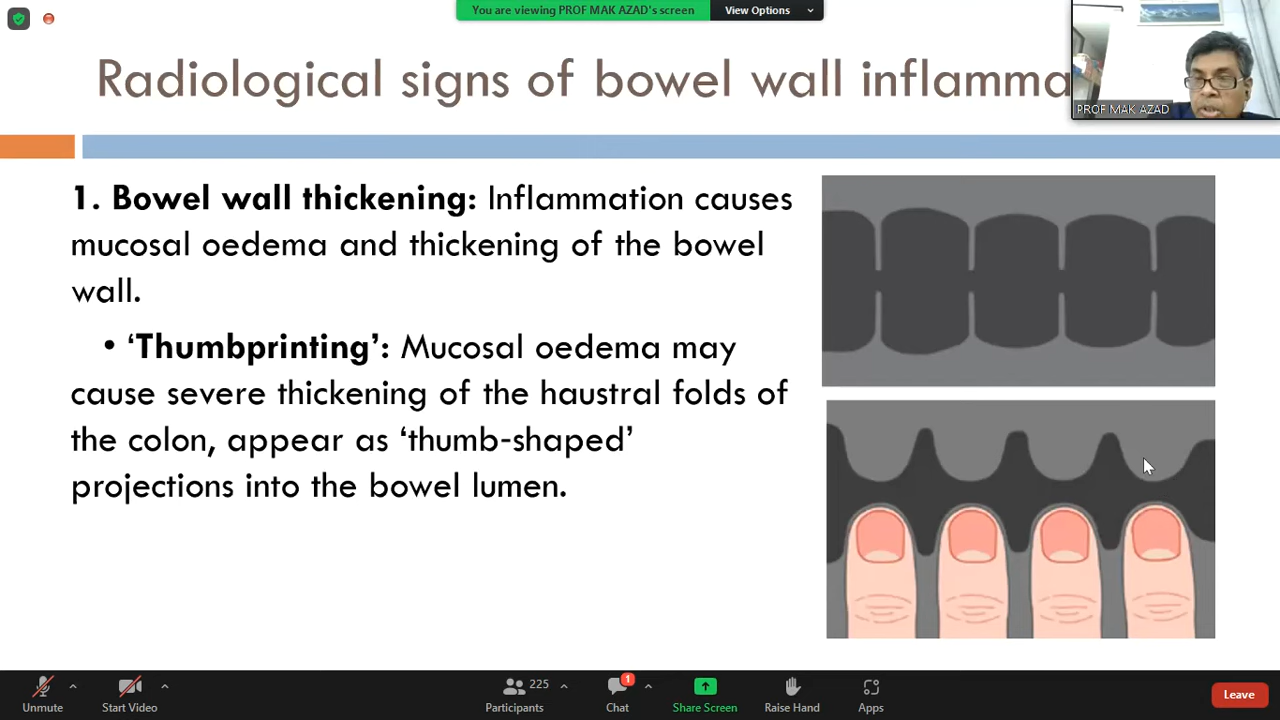 You are viewing PROF MAK AZAD's screen
View Options
Radiological signs of bowel wall inflamma
PROF MAK AZAD
1. Bowel wall thickening: Inflammation causes
mucosal oedema and thickening of the bowel
wall.
• ‘Thumbprinting’: Mucosal oedema may
cause severe thickening of the haustral folds of
the colon, appear as ‘thumb-shaped’
projections into the bowel lumen.
Unmute
Start Video
225
Participants
1
Chat
Share Screen
Raise Hand
Apps
Leave